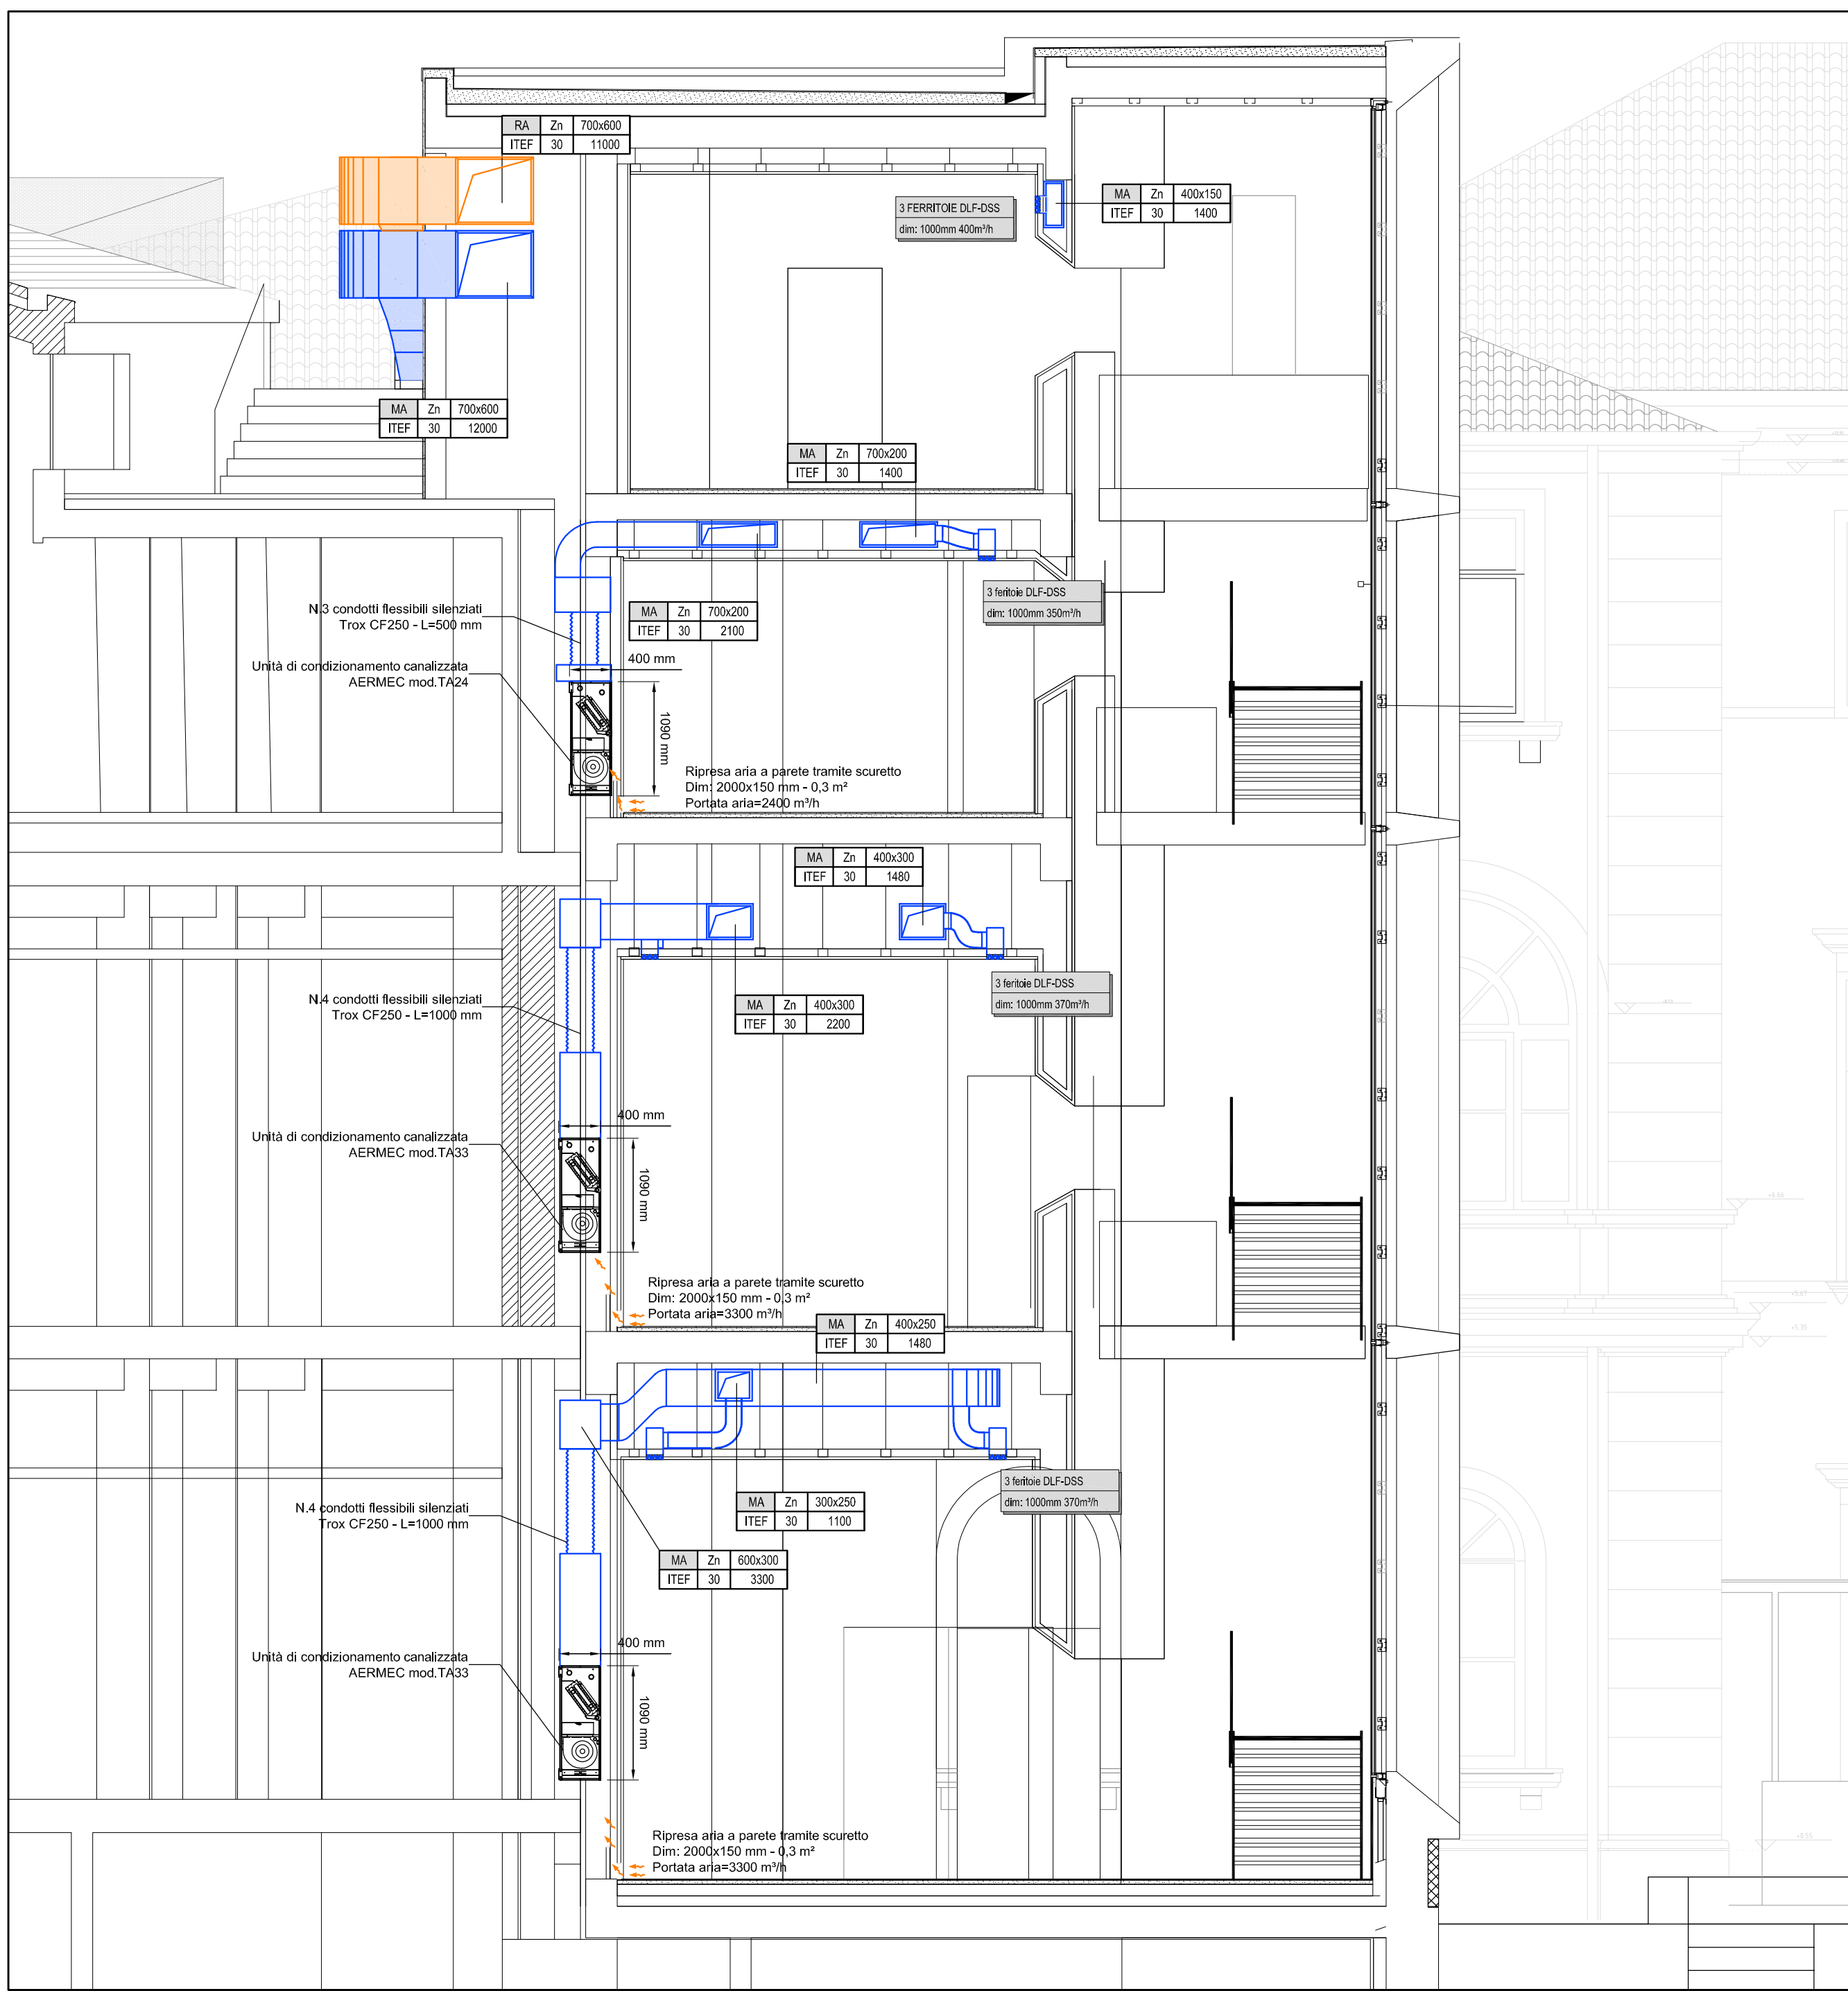 RA Zn 700x600
ITEF 30 11000
3 FERRITOIE DLF-DSS
dim: 1000mm 400m³/h
MA Zn 400x150
ITEF 30 1400
MA Zn 700x600
ITEF 30 12000
MA Zn 700x200
ITEF 30 1400
N.3 condotti flessibili silenziati
Trox CF250 - L=500 mm
MA Zn 700x200
ITEF 30 2100
3 feritoie DLF-DSS
dim: 1000mm 350m³/h
400 mm
Unità di condizionamento canalizzata
AERMEC mod.TA24
1090 mm
Ripresa aria a parete tramite scuretto
Dim: 2000x150 mm - 0,3 m²
Portata aria=2400 m³/h
MA Zn 400x300
ITEF 30 1480
N.4 condotti flessibili silenziati
Trox CF250 - L=1000 mm
MA Zn 400x300
ITEF 30 2200
3 feritoie DLF-DSS
dim: 1000mm 370m³/h
400 mm
Unità di condizionamento canalizzata
AERMEC mod.TA33
1090 mm
Ripresa aria a parete tramite scuretto
Dim: 2000x150 mm - 0,3 m²
Portata aria=3300 m³/h
MA Zn 400x250
ITEF 30 1480
3 feritoie DLF-DSS
dim: 1000mm 370m³/h
N.4 condotti flessibili silenziati
Trox CF250 - L=1000 mm
MA Zn 300x250
ITEF 30 1100
MA Zn 600x300
ITEF 30 3300
400 mm
Unità di condizionamento canalizzata
AERMEC mod.TA33
1090 mm
Ripresa aria a parete tramite scuretto
Dim: 2000x150 mm - 0,3 m²
Portata aria=3300 m³/h